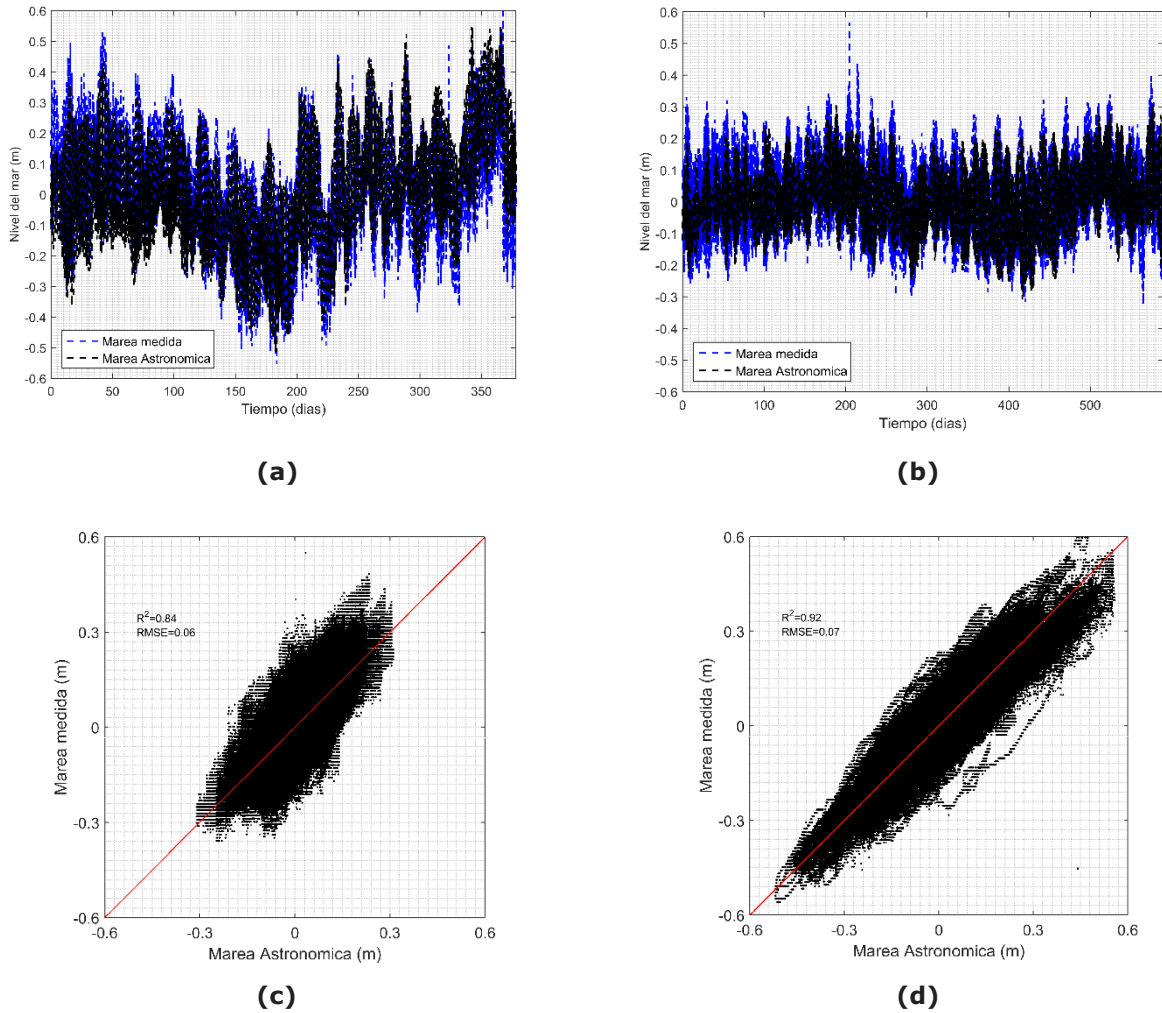 0.6
0.5
0.4
0.3
0.2
0.1
0
-0.1
-0.2
-0.3
-0.4
-0.5
-0.6
Nivel del mar (m)
Marea medida
Marea Astronomica
0 50 100 150 200 250 300 350
Tiempo (dias)
(a)
0.6
0.5
0.4
0.3
0.2
0.1
0
-0.1
-0.2
-0.3
-0.4
-0.5
-0.6
Nivel del mar (m)
Marea medida
Marea Astronomica
0 100 200 300 400 500
Tiempo (dias)
(b)
0.6
0.3
0
-0.3
-0.6
Marea medida (m)
R²=0.84
RMSE=0.06
-0.6 -0.3 0 0.3 0.6
Marea Astronomica (m)
(c)
0.6
0.3
0
-0.3
-0.6
Marea medida (m)
R²=0.92
RMSE=0.07
-0.6 -0.3 0 0.3 0.6
Marea Astronomica (m)
(d)